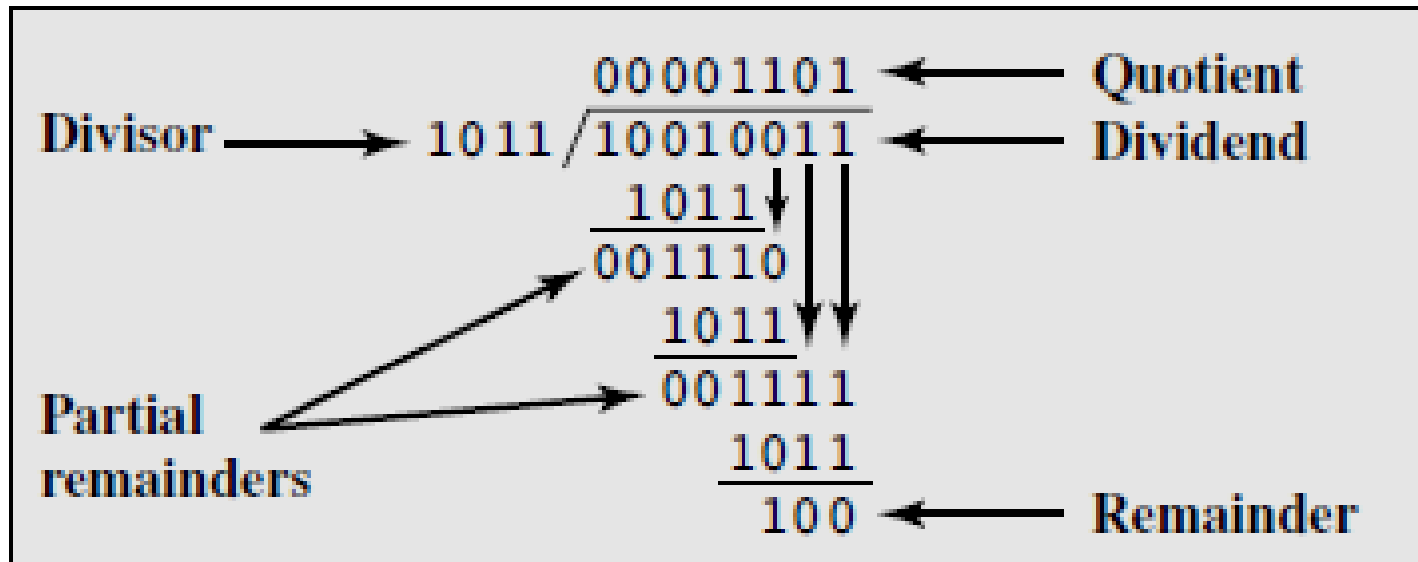 00001101 Quotient
Divisor 1011 10010011 Dividend
1011
001110
1011
001111
Partial
remainders
1011
100 Remainder